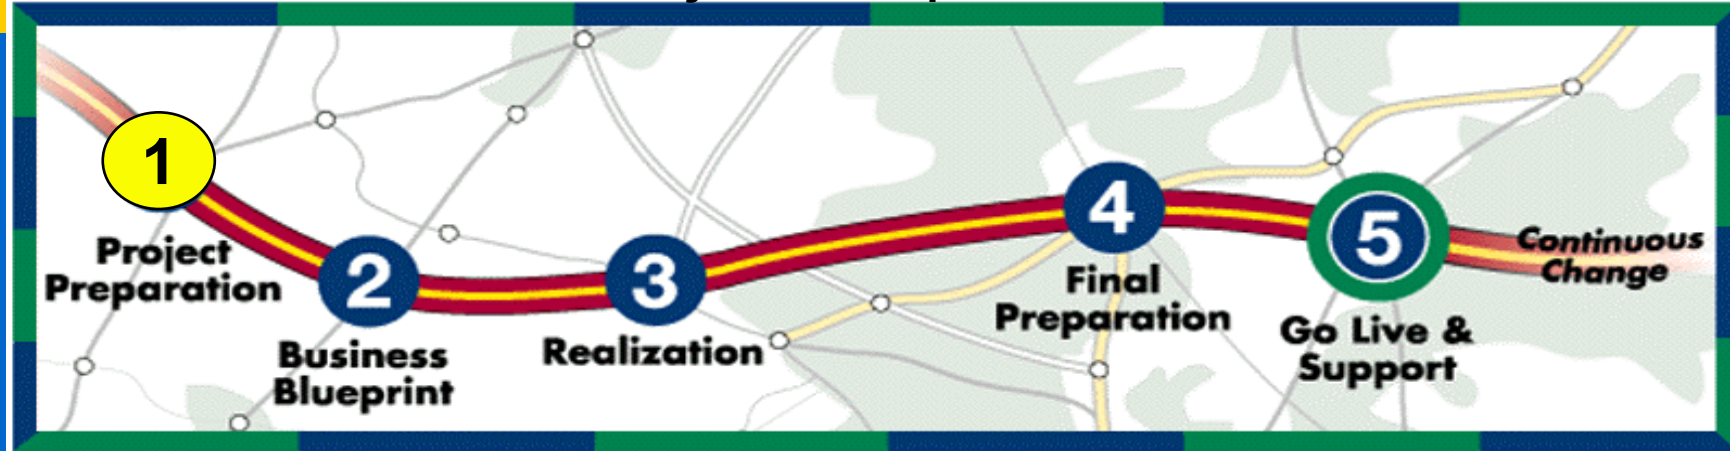 1
Project
Preparation
2
Business
Blueprint
3
Realization
4
Final
Preparation
5
Go Live &
Support
Continuous
Change